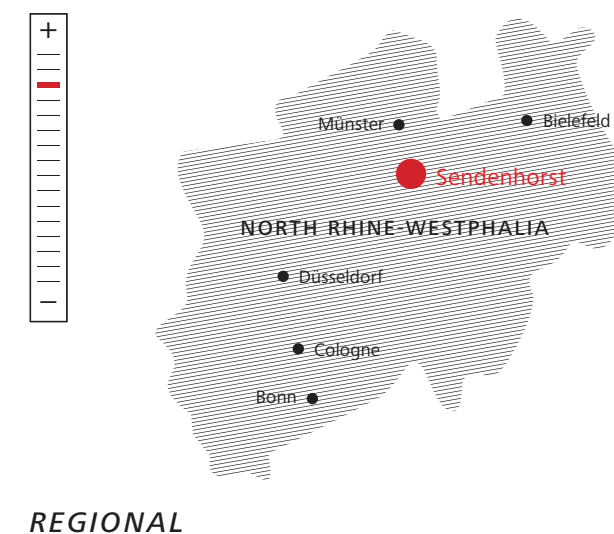 +
Münster
Bielefeld
Sendenhorst
NORTH RHINE-WESTPHALIA
Düsseldorf
Cologne
−
Bonn
REGIONAL